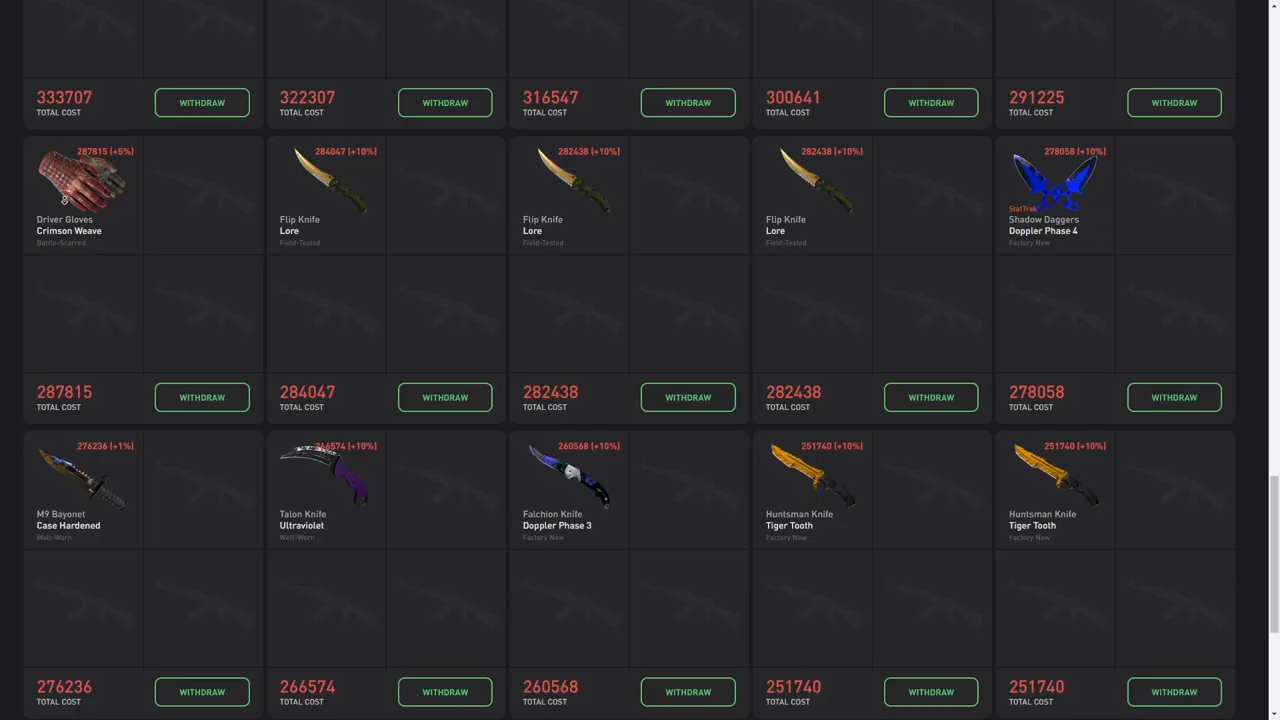 333707
TOTAL COST
WITHDRAW
322307
TOTAL COST
WITHDRAW
316547
TOTAL COST
WITHDRAW
300641
TOTAL COST
WITHDRAW
291225
TOTAL COST
WITHDRAW
287815 (+5%)
Driver Gloves
Crimson Weave
Battle-Scarred
287815
TOTAL COST
WITHDRAW
284047 (+10%)
Flip Knife
Lore
Field-Tested
284047
TOTAL COST
WITHDRAW
282438 (+10%)
Flip Knife
Lore
Field-Tested
282438
TOTAL COST
WITHDRAW
282438 (+10%)
Flip Knife
Lore
Field-Tested
282438
TOTAL COST
WITHDRAW
278058 (+10%)
StatTrak
Shadow Daggers
Doppler Phase 4
Factory New
278058
TOTAL COST
WITHDRAW
276236 (+1%)
M9 Bayonet
Case Hardened
Well-Worn
276236
TOTAL COST
WITHDRAW
266574 (+10%)
Talon Knife
Ultraviolet
Well-Worn
266574
TOTAL COST
WITHDRAW
260568 (+10%)
Falchion Knife
Doppler Phase 3
Factory New
260568
TOTAL COST
WITHDRAW
251740 (+10%)
Huntsman Knife
Tiger Tooth
Factory New
251740
TOTAL COST
WITHDRAW
251740 (+10%)
Huntsman Knife
Tiger Tooth
Factory New
251740
TOTAL COST
WITHDRAW